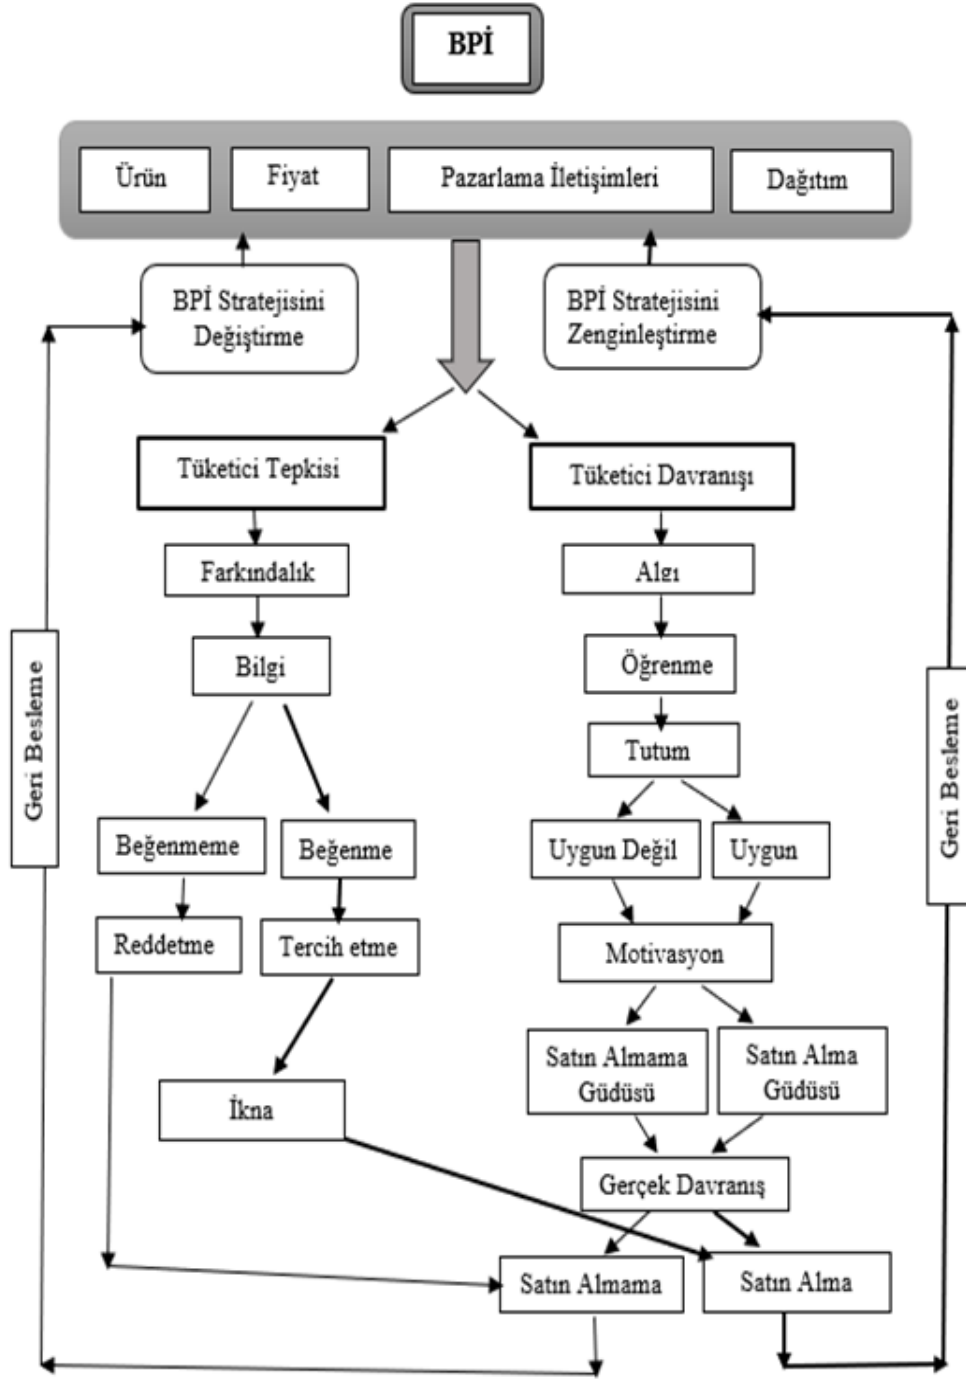 BPİ
Ürün
Fiyat
Pazarlama İletişimleri
Dağıtım
BPİ Stratejisini
Değiştirme
BPİ Stratejisini
Zenginleştirme
Tüketici Tepkisi
Tüketici Davranışı
Farkındalık
Algı
Bilgi
Öğrenme
Tutum
Geri Besleme
Geri Besleme
Beğenmeme
Beğenme
Uygun Değil
Uygun
Reddetme
Tercih etme
Motivasyon
Satın Almama
Güdüsü
Satın Alma
Güdüsü
İkna
Gerçek Davranış
Satın Almama
Satın Alma